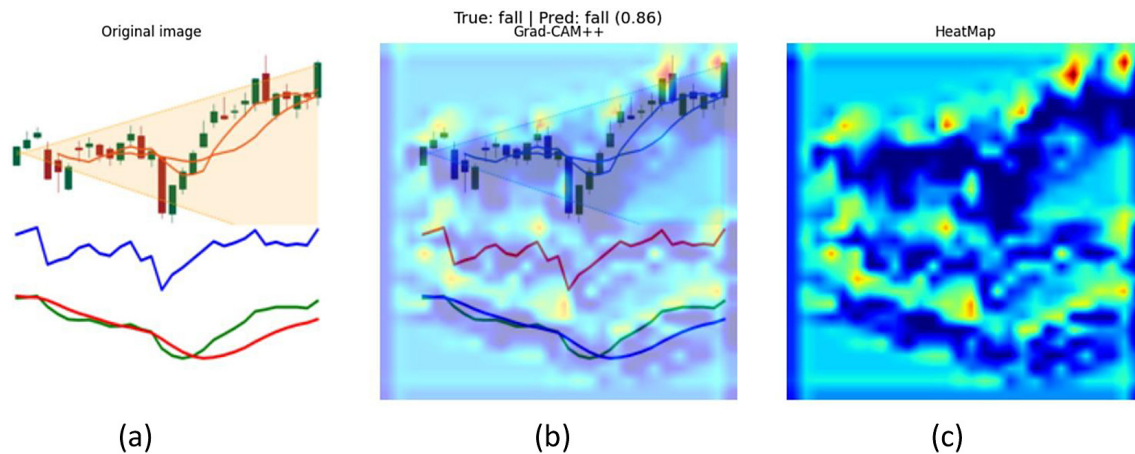 True: fall | Pred: fall (0.86)
Original image
Grad-CAM++
HeatMap
(a)
(b)
(c)